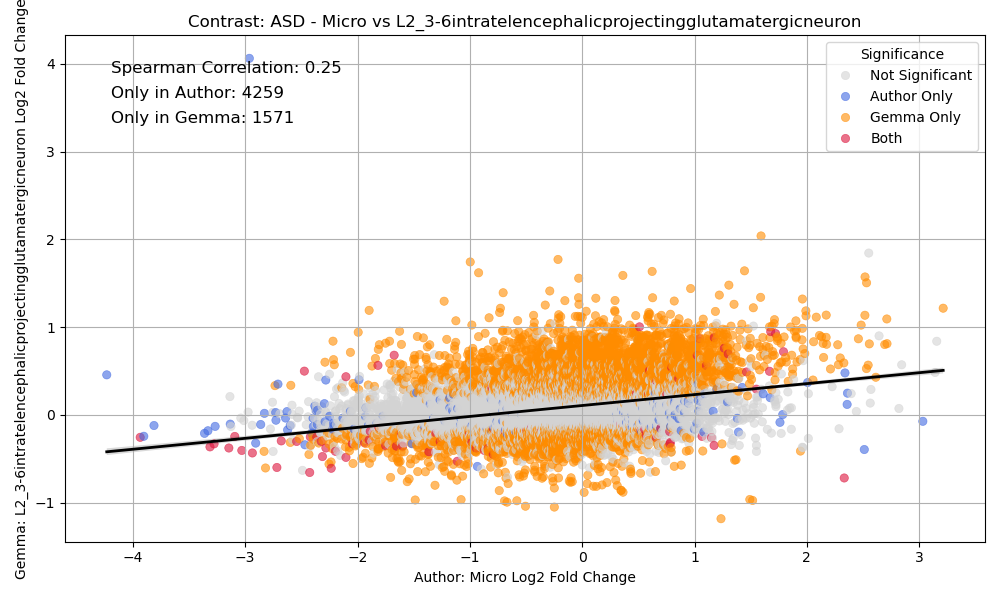 Contrast: ASD - Micro vs L2_3-6intratelencephalicprojectingglutamatergicneuron
Gemma: L2_3-6intratelencephalicprojectingglutamatergicneuron Log2 Fold Change
Spearman Correlation: 0.25
Only in Author: 4259
Only in Gemma: 1571
Significance
Not Significant
Author Only
Gemma Only
Both
4
3
2
1
0
−1
−4
−3
−2
−1
0
1
2
3
Author: Micro Log2 Fold Change